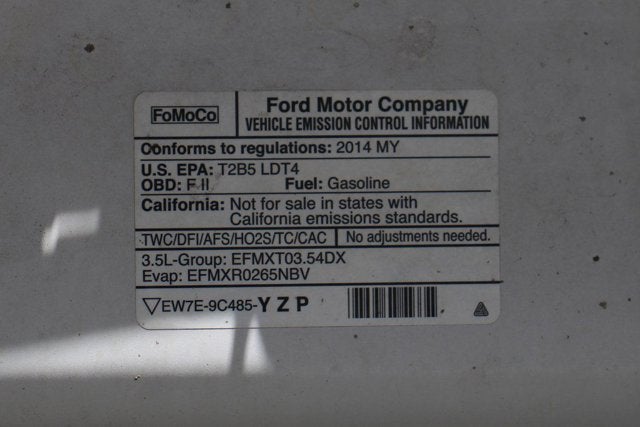 FoMoCo
Ford Motor Company
VEHICLE EMISSION CONTROL INFORMATION
Conforms to regulations: 2014 MY
U.S. EPA: T2B5 LDT4
OBD: F II Fuel: Gasoline
California: Not for sale in states with
California emissions standards.
TWC/DFI/AFS/HO2S/TC/CAC No adjustments needed.
3.5L-Group: EFMXT03.54DX
Evap: EFMXR0265NBV
EW7E-9C485-YZP